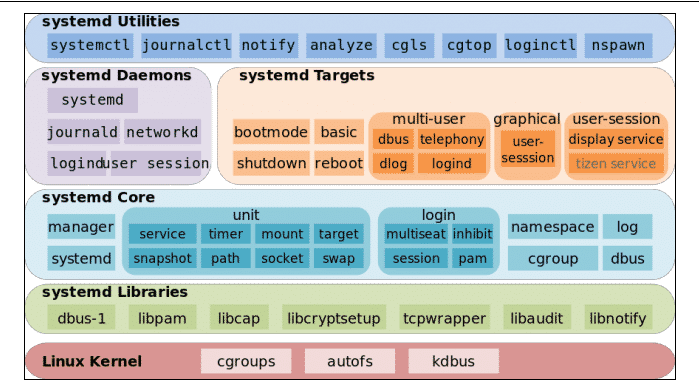 systemd Utilities
systemctl journalctl notify analyze cgls cgtop loginctl nspawn
systemd Daemons
systemd
journald networkd
logind user session
systemd Targets
bootmode basic
shutdown reboot
multi-user
dbus telephony
dlog logind
graphical
user-
sesssion
user-session
display service
tizen service
systemd Core
manager
systemd
unit
service timer mount target
snapshot path socket swap
login
multiseat inhibit
session pam
namespace log
cgroup dbus
systemd Libraries
dbus-1 libpam libcap libcryptsetup tcpwrapper libaudit libnotify
Linux Kernel cgroups autofs kdbus